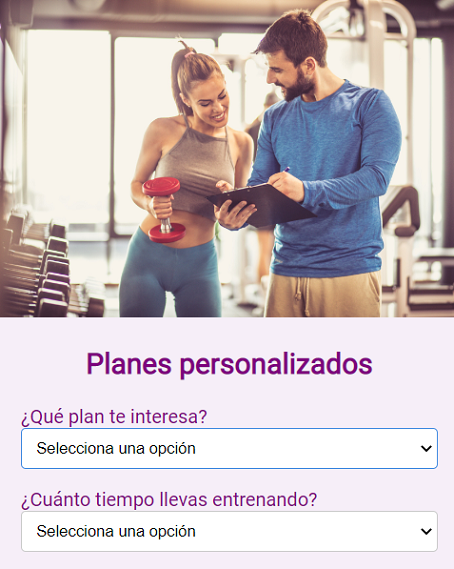 Planes personalizados
¿Qué plan te interesa?
Selecciona una opción
¿Cuánto tiempo llevas entrenando?
Selecciona una opción